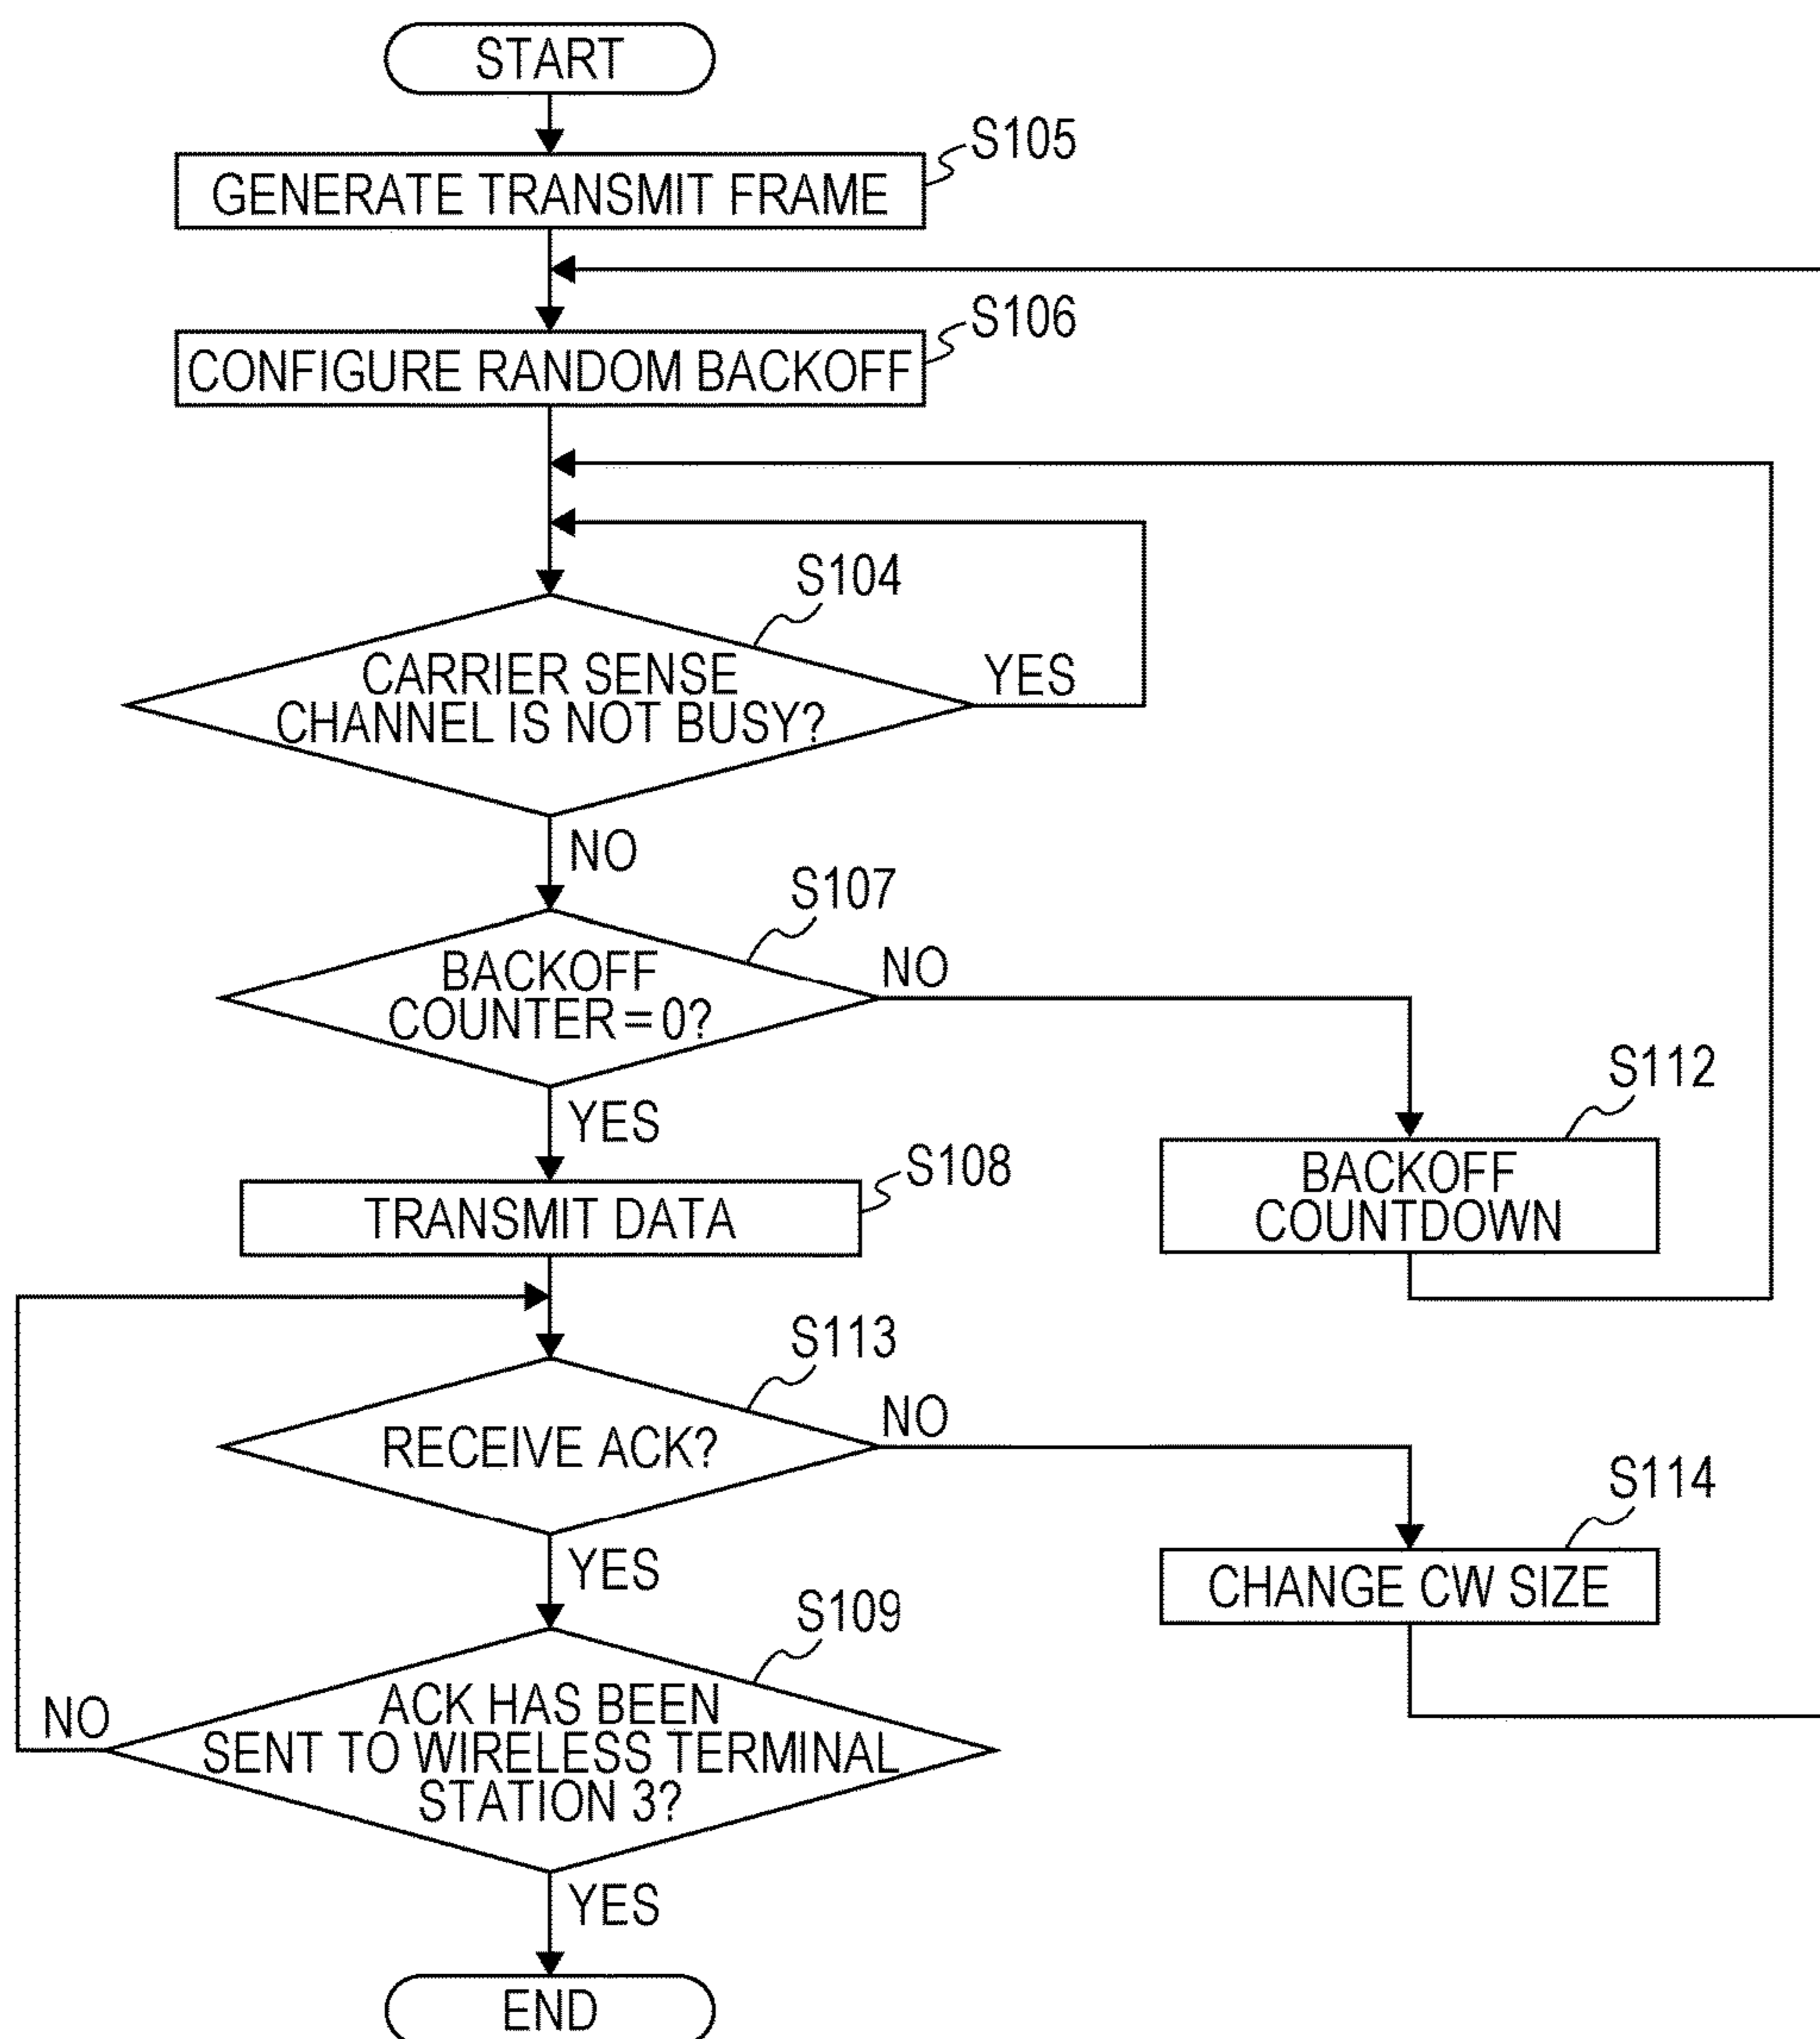 START
S105
GENERATE TRANSMIT FRAME
S106
CONFIGURE RANDOM BACKOFF
S104
CARRIER SENSE
CHANNEL IS NOT BUSY?
YES
NO
S107
BACKOFF
COUNTER = 0?
NO
YES
S112
BACKOFF
COUNTDOWN
S108
TRANSMIT DATA
S113
RECEIVE ACK?
NO
YES
S114
CHANGE CW SIZE
S109
ACK HAS BEEN
SENT TO WIRELESS TERMINAL
STATION 3?
NO
YES
END